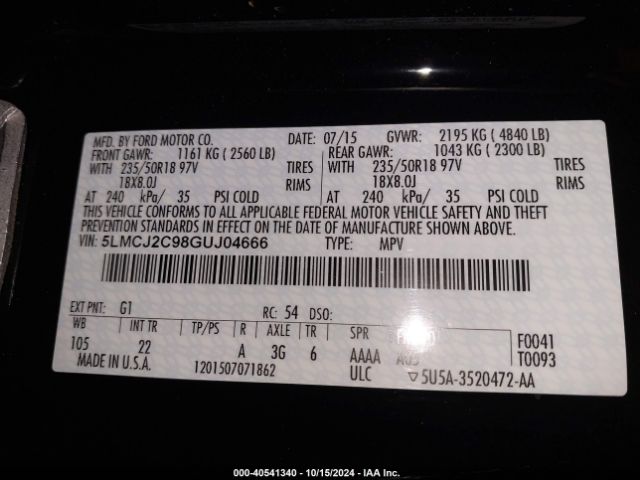 MFD. BY FORD MOTOR CO. DATE: 07/15 GVWR: 2195 KG ( 4840 LB)
FRONT GAWR: 1161 KG ( 2560 LB) REAR GAWR: 1043 KG ( 2300 LB)
WITH 235/50R18 97V TIRES WITH 235/50R18 97V TIRES
18X8.0J RIMS 18X8.0J RIMS
AT 240 kPa/ 35 PSI COLD AT 240 kPa/ 35 PSI COLD
THIS VEHICLE CONFORMS TO ALL APPLICABLE FEDERAL MOTOR VEHICLE SAFETY AND THEFT
PREVENTION STANDARDS IN EFFECT ON THE DATE OF MANUFACTURE SHOWN ABOVE.
VIN: 5LMCJ2C98GUJ04666 TYPE: MPV
EXT PNT: G1 RC: 54 DSO:
WB INT TR TP/PS R AXLE TR SPR F0041
105 22 A 3G 6 AAAA T0093
MADE IN U.S.A. 1201507071862 ULC ▽5U5A-3520472-AA
000-40541340 - 10/15/2024 - IAA Inc.